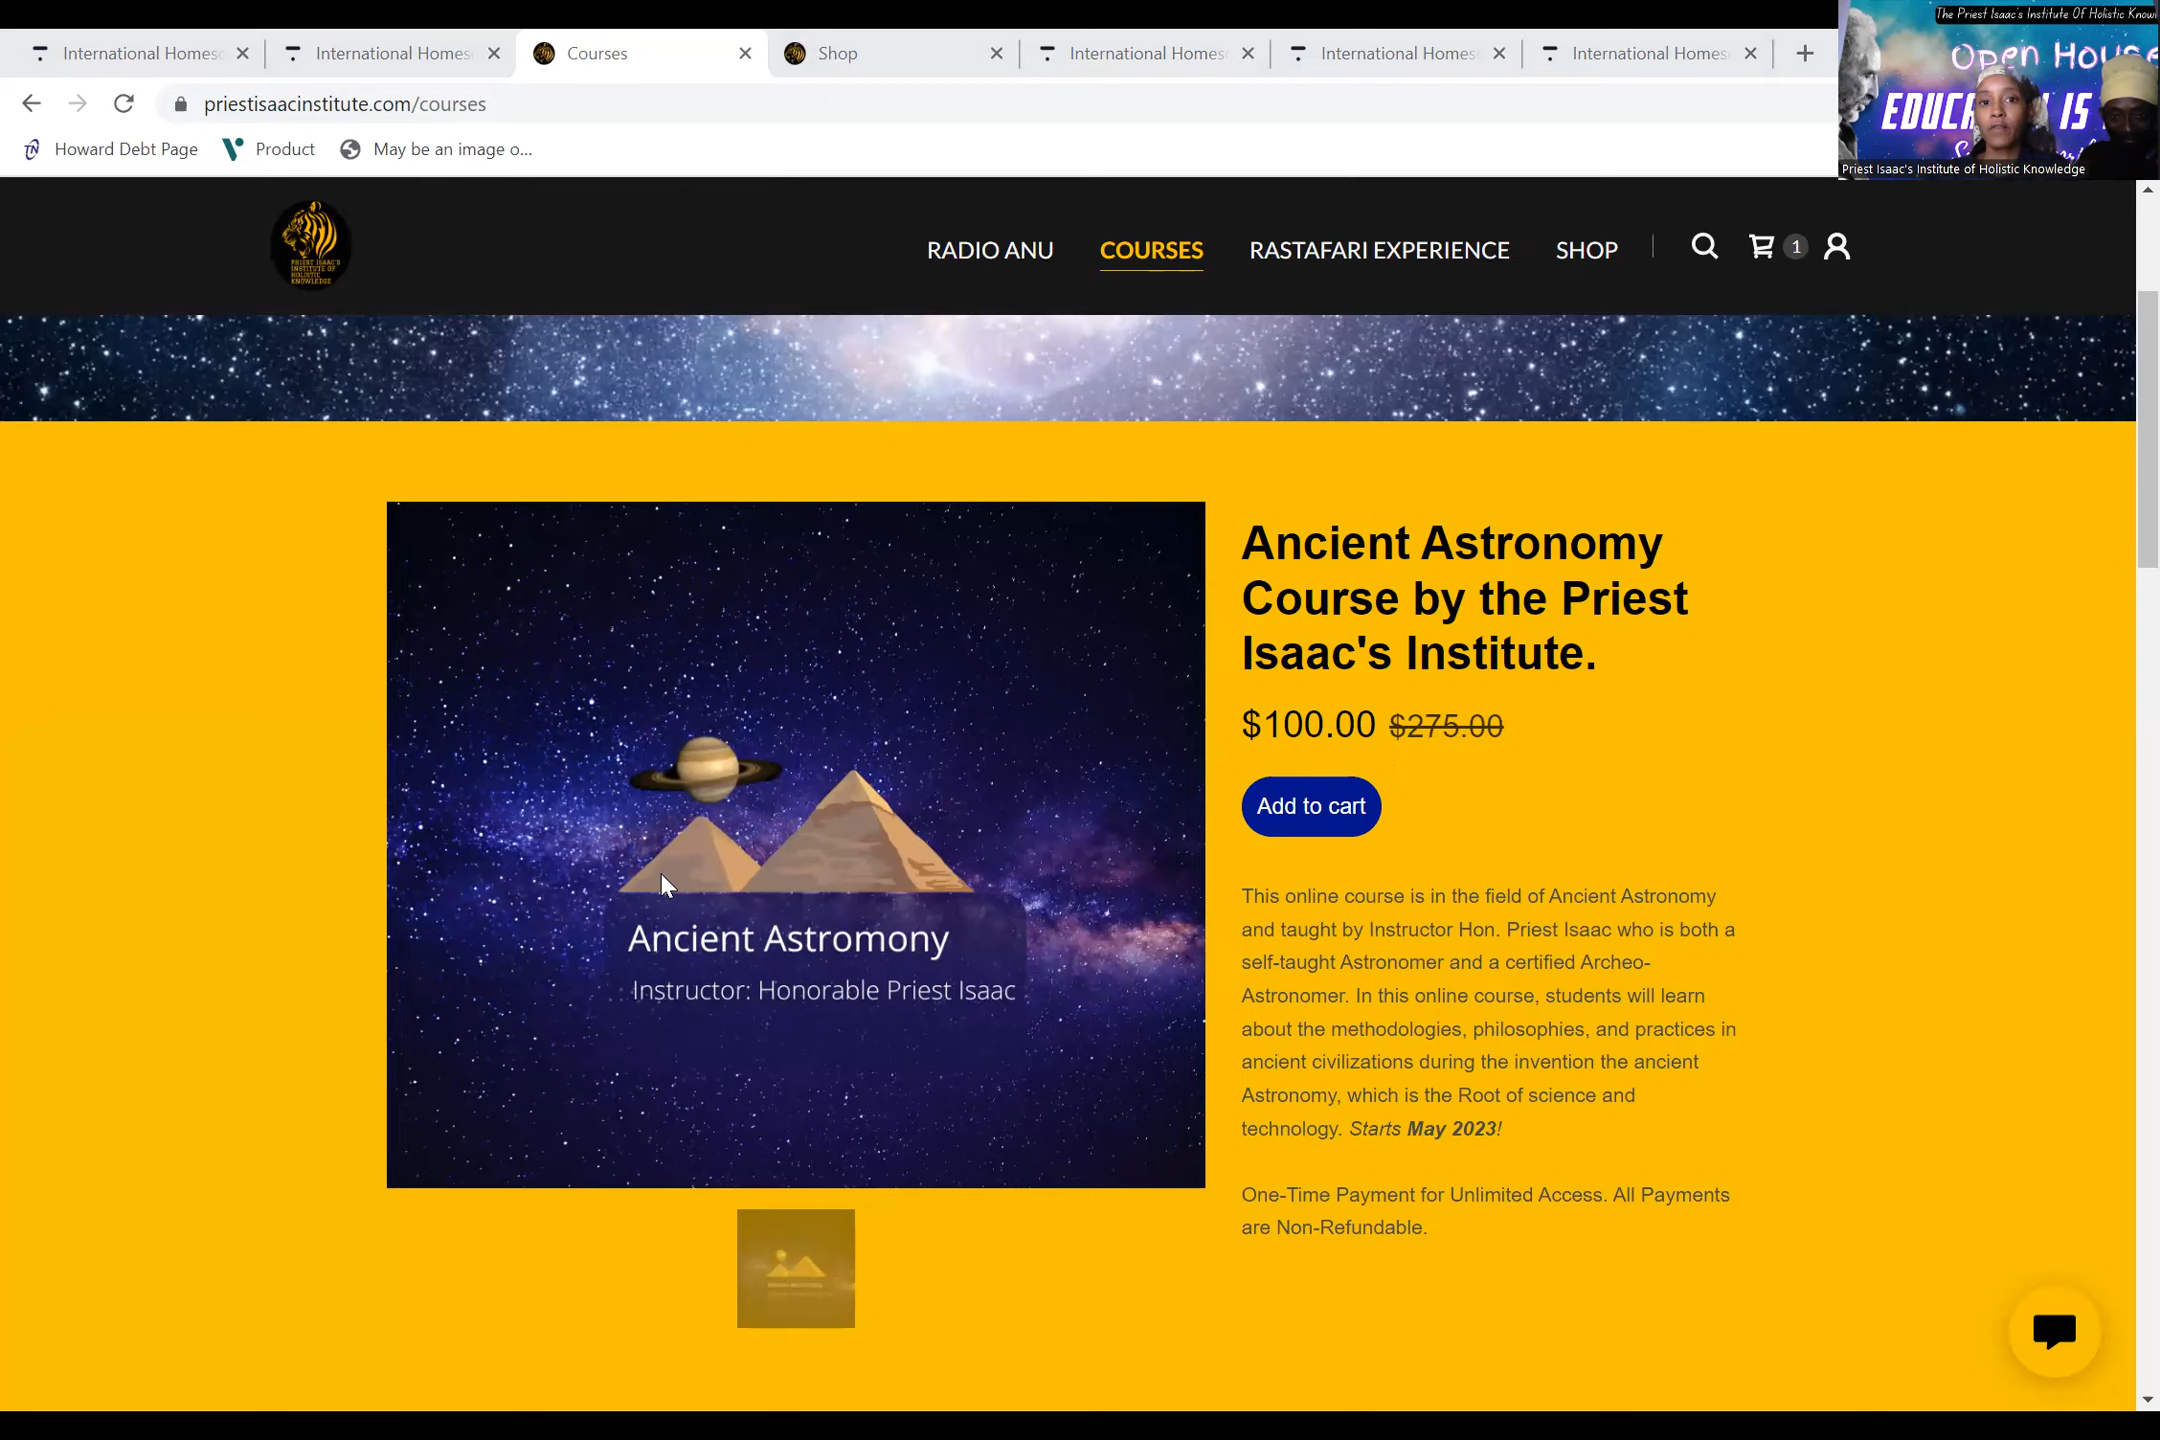 International Homes
International Homes
Courses
Shop
International Homes
International Homes
International Homes
priestisaacinstitute.com/courses
Howard Debt Page
Product
May be an image o...
The Priest Isaac's Institute Of Holistic Knowl
Open House
IS
Priest Isaac's Institute of Holistic Knowledge
PRIEST ISAAC'S
INSTITUTE OF
HOLISTIC
KNOWLEDGE
RADIO ANU
COURSES
RASTAFARI EXPERIENCE
SHOP
1
Ancient Astronomy
Course by the Priest
Isaac's Institute.
$100.00 $275.00
Add to cart
Ancient Astromony
Instructor: Honorable Priest Isaac
This online course is in the field of Ancient Astronomy
and taught by Instructor Hon. Priest Isaac who is both a
self-taught Astronomer and a certified Archeo-
Astronomer. In this online course, students will learn
about the methodologies, philosophies, and practices in
ancient civilizations during the invention the ancient
Astronomy, which is the Root of science and
technology. Starts May 2023!
One-Time Payment for Unlimited Access. All Payments
are Non-Refundable.